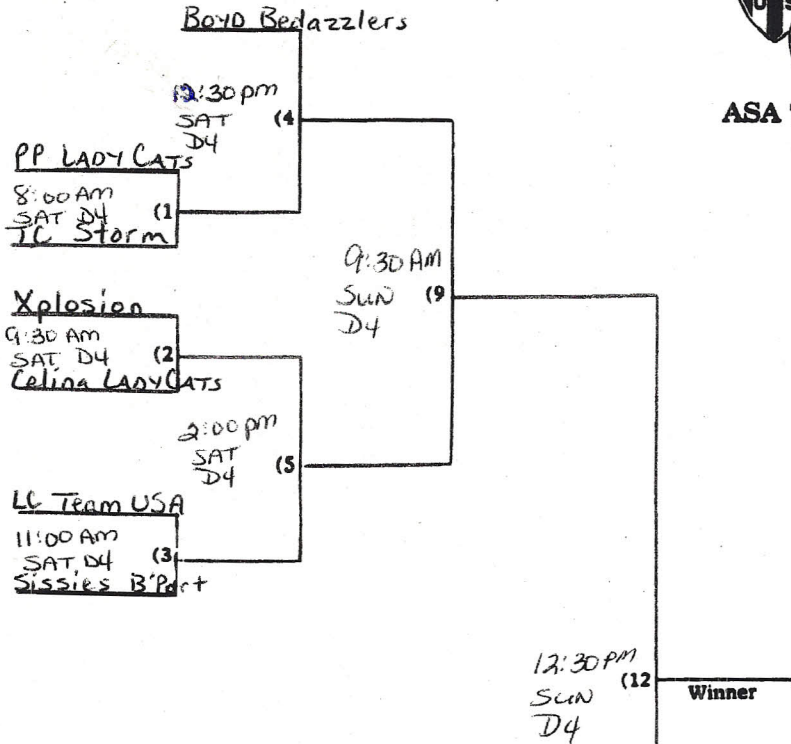 Boyd Bedazzlers
12:30 pm
SAT (4
D4
ASA
PP LADY CATS
8:00 AM
SAT D4 (1
TC Storm
9:30 AM
SUN (9
D4
Xplosion
9:30 AM
SAT D4 (2
Celina LADYCATS
2:00 pm
SAT (5
D4
LC Team USA
11:00 AM
SAT D4 (3
Sissies B'Port
12:30 PM
SUN (12
D4
Winner